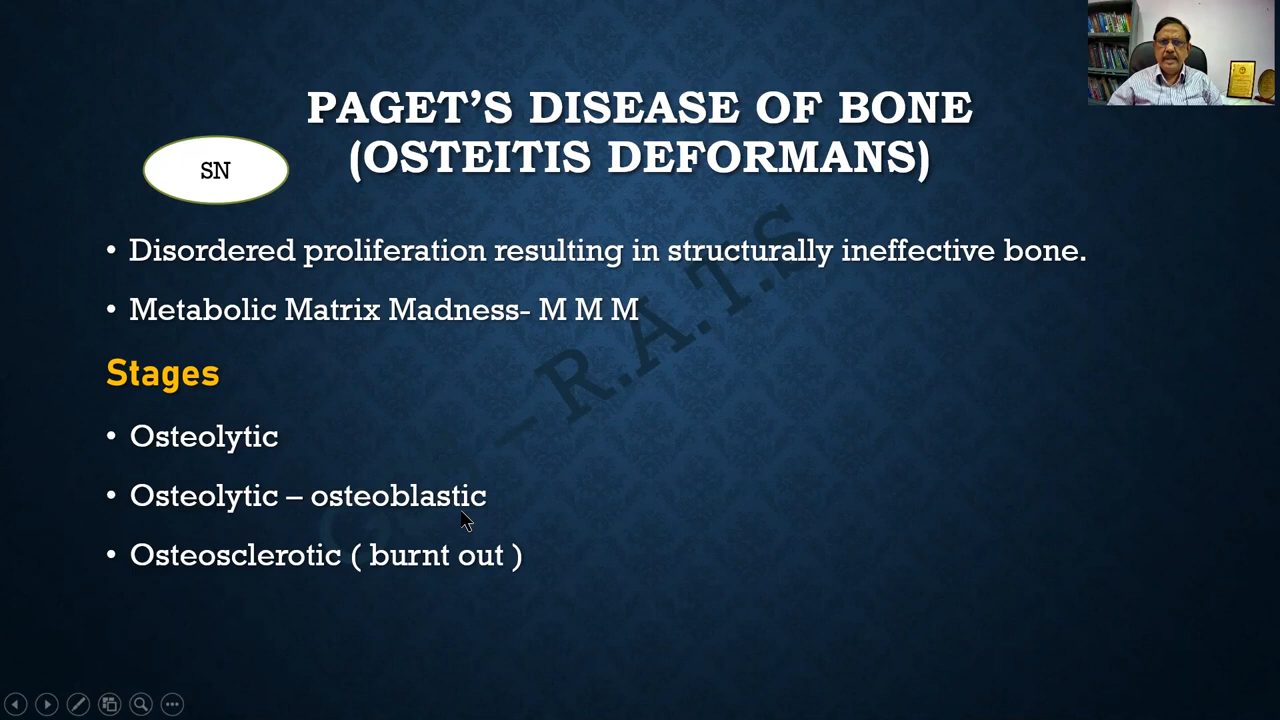 PAGET’S DISEASE OF BONE
(OSTEITIS DEFORMANS)
SN
• Disordered proliferation resulting in structurally ineffective bone.
• Metabolic Matrix Madness- M M M
Stages
• Osteolytic
• Osteolytic – osteoblastic
• Osteosclerotic ( burnt out )
– R.A.T.S